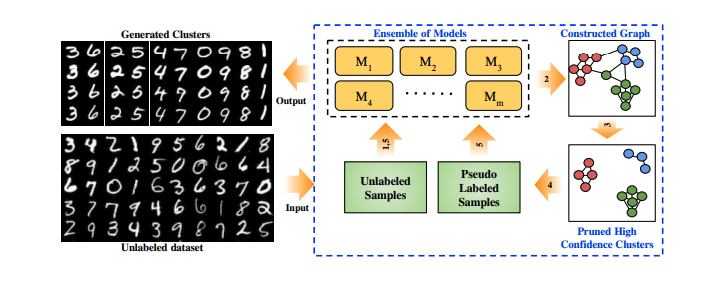 Generated Clusters
3 6 2 5 4 7 0 9 8 1
3 6 2 5 4 7 0 9 8 1
3 6 2 5 4 7 0 9 8 1
3 6 2 5 4 7 0 9 8 1
3 4 2 1 9 5 6 2 1 8
8 9 1 2 5 0 0 6 6 4
6 7 0 1 6 3 6 3 7 0
3 7 7 9 4 6 6 1 8 2
2 9 3 4 3 9 8 7 2 5
Unlabeled dataset
Output
Input
Ensemble of Models
M1 M2 M3
M4 ...... Mm
1,5
5
Unlabeled
Samples
Pseudo
Labeled
Samples
2
Constructed Graph
3
4
Pruned High
Confidence Clusters